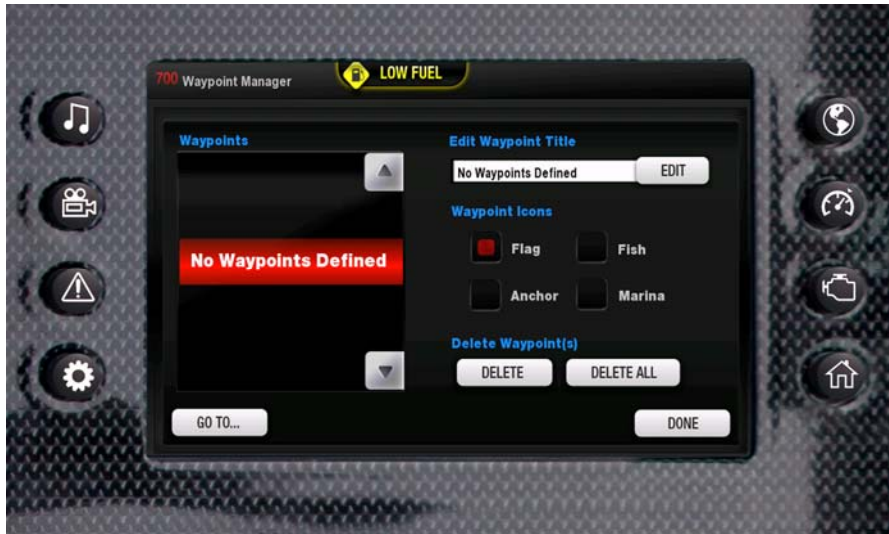 700 Waypoint Manager
LOW FUEL
Waypoints
No Waypoints Defined
Edit Waypoint Title
No Waypoints Defined
EDIT
Waypoint Icons
Flag
Fish
Anchor
Marina
Delete Waypoint(s)
DELETE
DELETE ALL
GO TO...
DONE